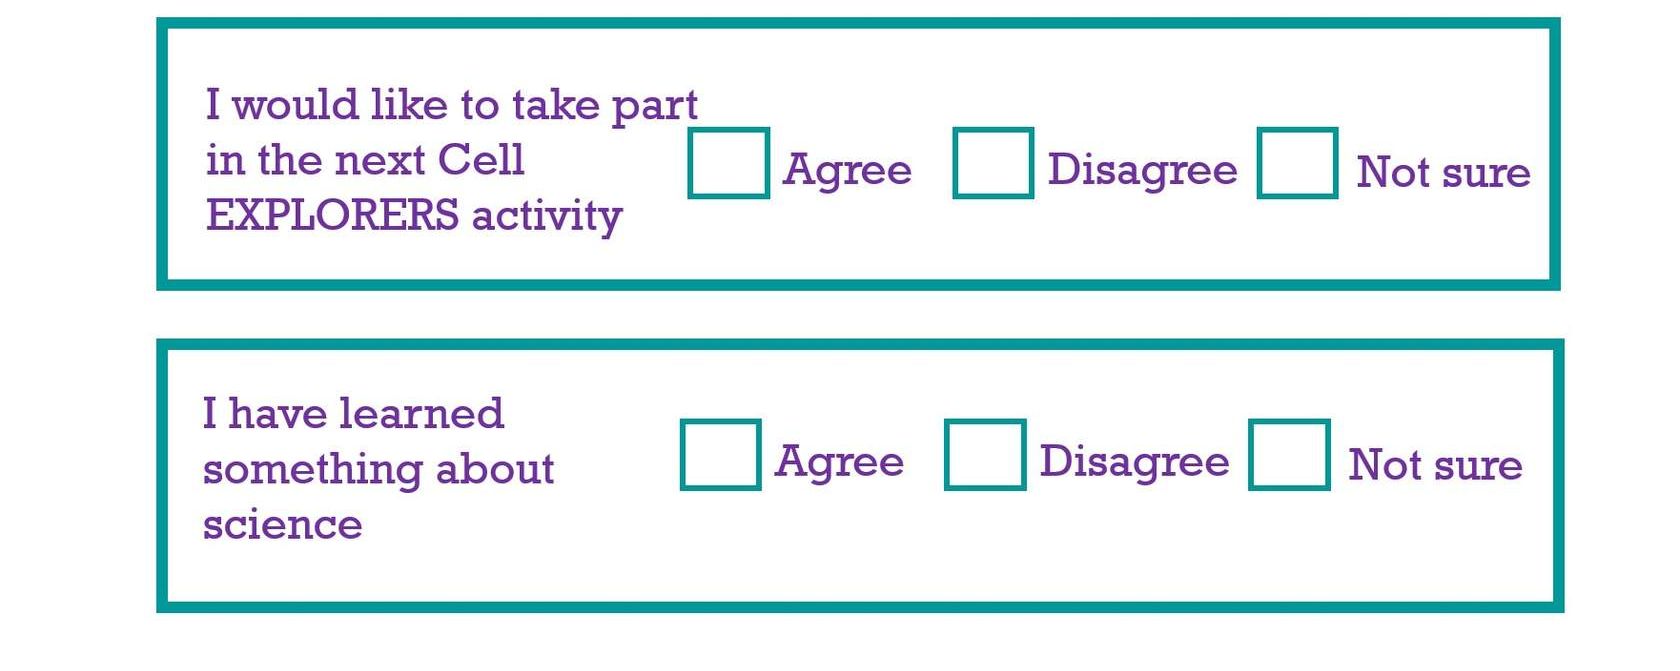 I would like to take part
in the next Cell
EXPLORERS activity
Agree Disagree Not sure
I have learned
something about
science
Agree Disagree Not sure